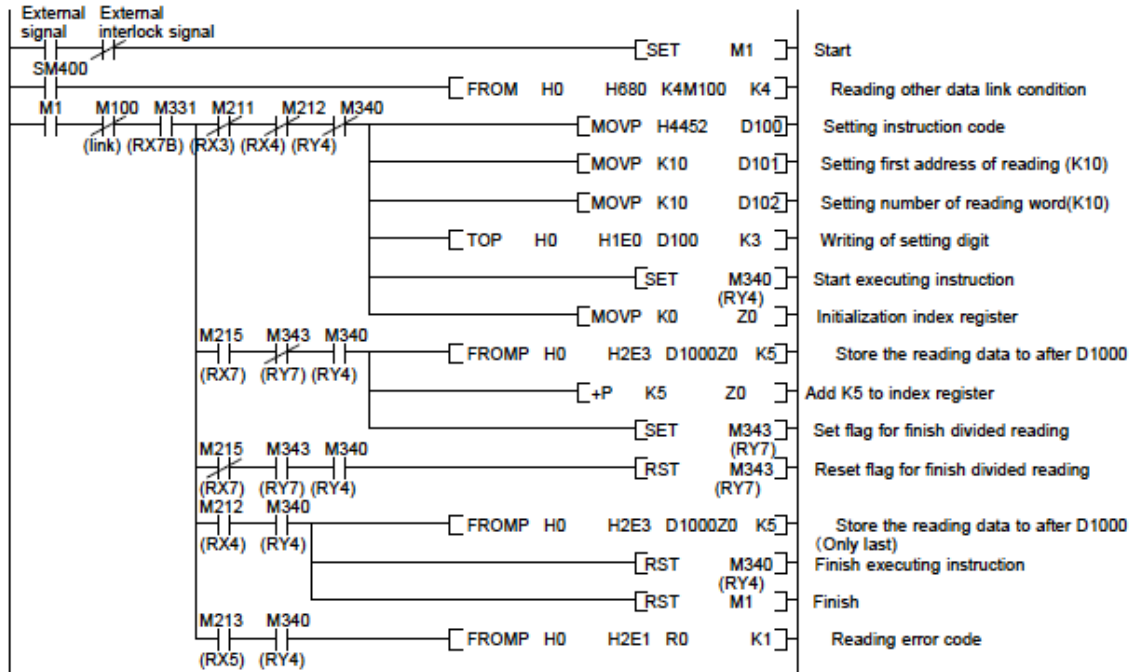 External External
signal interlock signal
SET M1 Start
SM400
FROM H0 H680 K4M100 K4 Reading other data link condition
M1 M100 M331 M211 M212 M340
MOVP H4452 D100 Setting instruction code
(link) (RX7B) (RX3) (RX4) (RY4)
MOVP K10 D101 Setting first address of reading (K10)
MOVP K10 D102 Setting number of reading word(K10)
TOP H0 H1E0 D100 K3 Writing of setting digit
SET M340 Start executing instruction
(RY4)
MOVP K0 Z0 Initialization index register
M215 M343 M340
FROMP H0 H2E3 D1000Z0 K5 Store the reading data to after D1000
(RX7) (RY7) (RY4)
+P K5 Z0 Add K5 to index register
SET M343 Set flag for finish divided reading
(RY7)
M215 M343 M340
RST M343 Reset flag for finish divided reading
(RX7) (RY7) (RY4) (RY7)
M212 M340
FROMP H0 H2E3 D1000Z0 K5 Store the reading data to after D1000
(RX4) (RY4) (Only last)
RST M340 Finish executing instruction
(RY4)
RST M1 Finish
M213 M340
FROMP H0 H2E1 R0 K1 Reading error code
(RX5) (RY4)